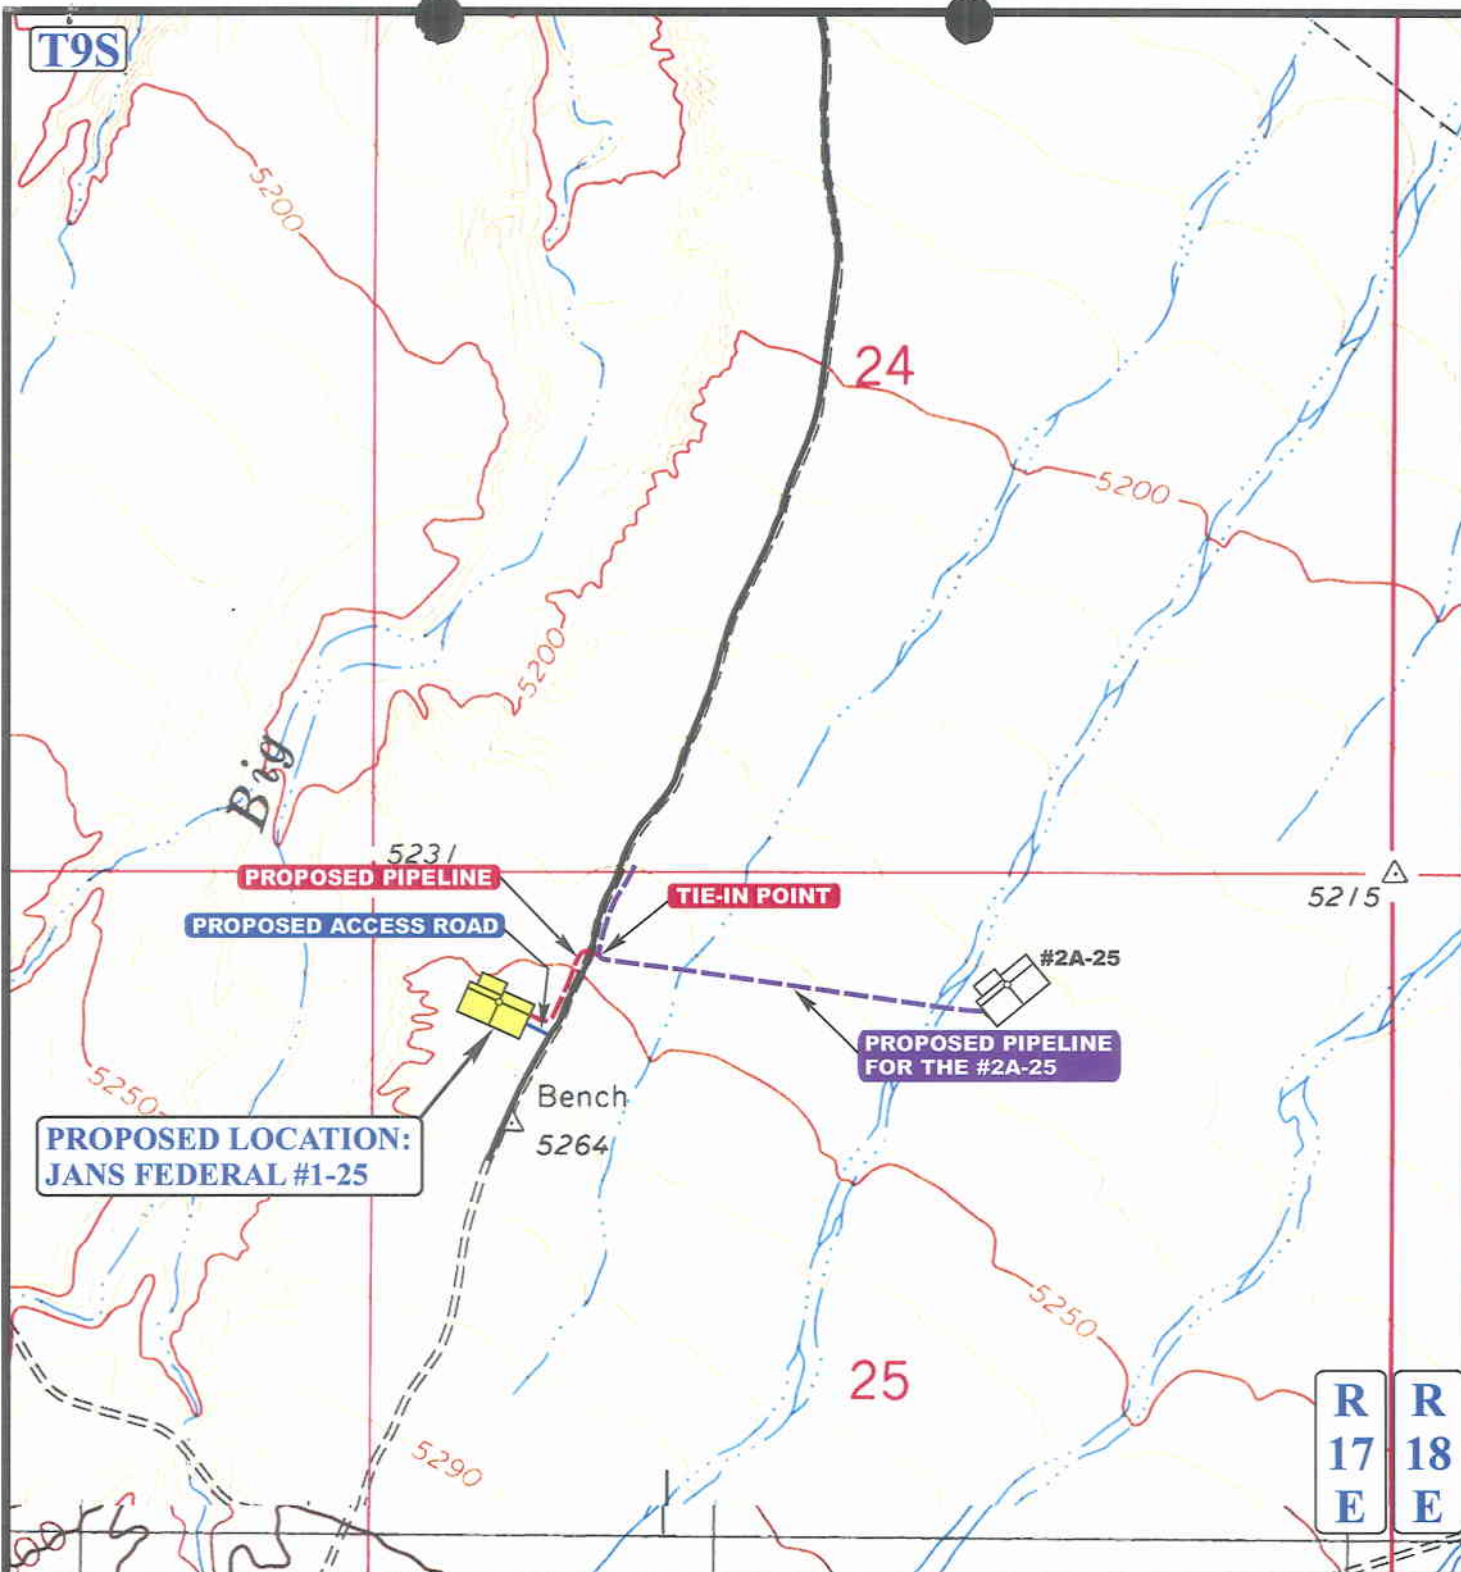 T9S
5200
24
5200
5200
Big
5231
PROPOSED PIPELINE
TIE-IN POINT
5215
PROPOSED ACCESS ROAD
#2A-25
PROPOSED PIPELINE
FOR THE #2A-25
5250
Bench
5264
PROPOSED LOCATION:
JANS FEDERAL #1-25
5250
25
R
17
E
R
18
E
5290